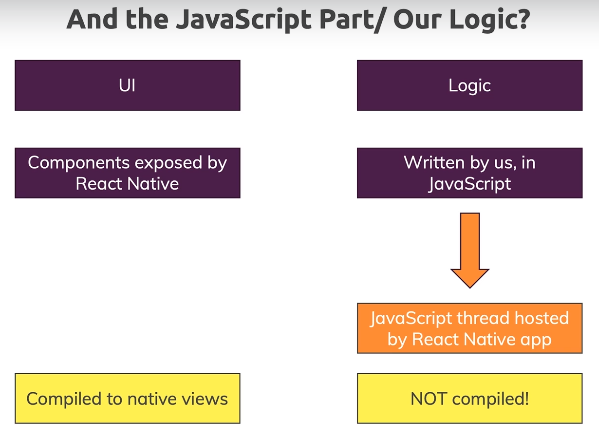 And the JavaScript Part/ Our Logic?
UI
Logic
Components exposed by
React Native
Written by us, in
JavaScript
JavaScript thread hosted
by React Native app
Compiled to native views
NOT compiled!